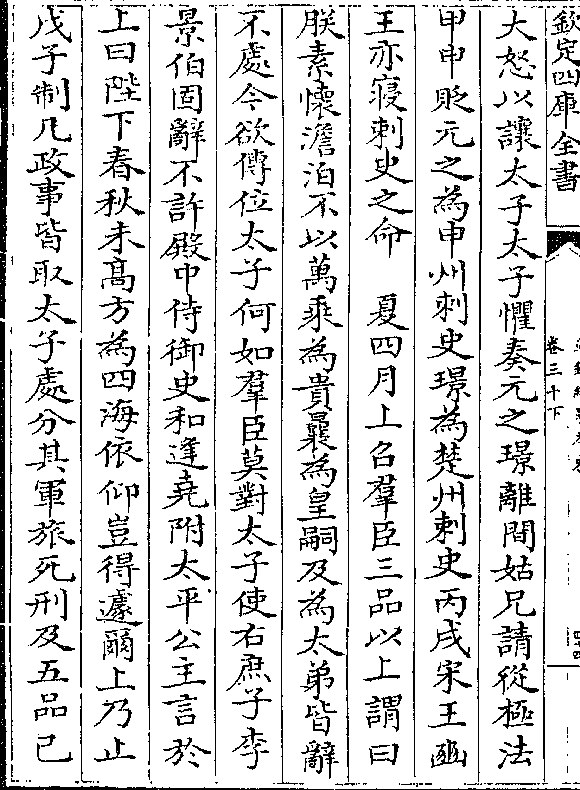 欽定四庫全書
卷三十下
大怒以讓太子太子懼奏元之璟離間姑兄請從極法
甲申貶元之為申州刺史璟為楚州刺史丙戌宋王豳
王亦寢刺史之命　夏四月上召羣臣三品以上謂曰
朕素懷澹泊不以萬乘為貴曩為皇嗣及為太弟皆辭
不處今欲傳位太子何如羣臣莫對太子使右庶子李
景伯固辭不許殿中侍御史和逢堯附太平公主言於
上曰陛下春秋未高方為四海依仰豈得遽爾上乃止
戊子制凡政事皆取太子處分其軍旅死刑及五品已